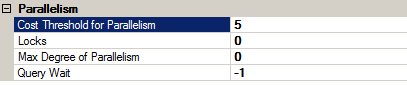 Parallelism
Cost Threshold for Parallelism 5
Locks 0
Max Degree of Parallelism 0
Query Wait -1